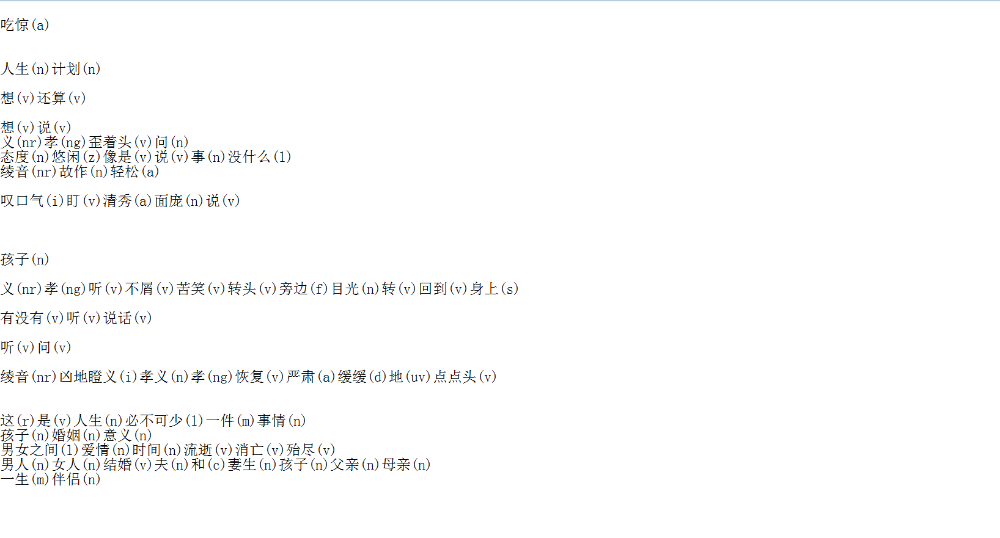 吃惊(a)
人生(n)计划(n)
想(v)还算(v)
想(v)说(v)
义(nr)孝(ng)歪着头(v)问(n)
态度(n)悠闲(z)像是(v)说(v)事(n)没什么(l)
绫音(nr)故作(n)轻松(a)
叹口气(i)盯(v)清秀(a)面庞(n)说(v)
孩子(n)
义(nr)孝(ng)听(v)不屑(v)苦笑(v)转头(v)旁边(f)目光(n)转(v)回到(v)身上(s)
有没有(v)听(v)说话(v)
听(v)问(v)
绫音(nr)凶地瞪义(i)孝义(n)孝(ng)恢复(v)严肃(a)缓缓(d)地(uv)点点头(v)
这(r)是(v)人生(n)必不可少(l)一件(m)事情(n)
孩子(n)婚姻(n)意义(n)
男女之间(l)爱情(n)时间(n)流逝(v)消亡(v)殆尽(v)
男人(n)女人(n)结婚(v)夫(n)和(c)妻生(n)孩子(n)父亲(n)母亲(n)
一生(m)伴侣(n)